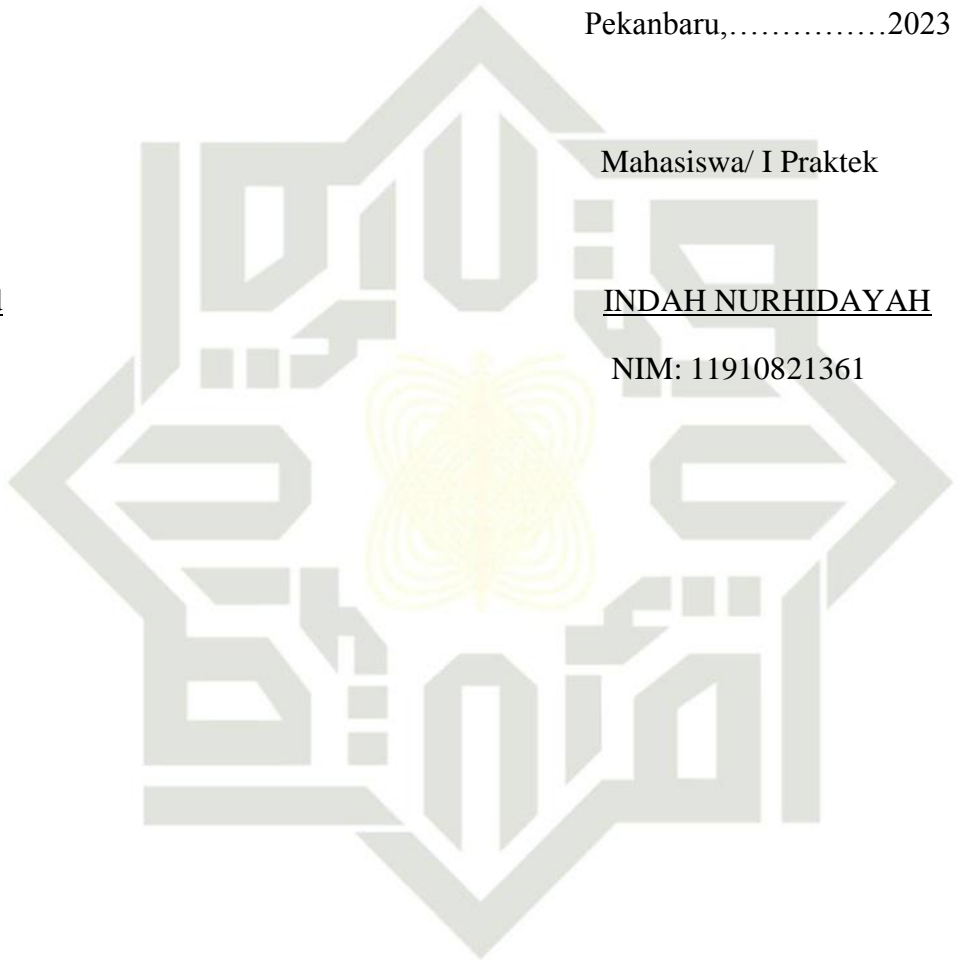 Pekanbaru,……………2023
Mahasiswa/ I Praktek
INDAH NURHIDAYAH
NIM: 11910821361